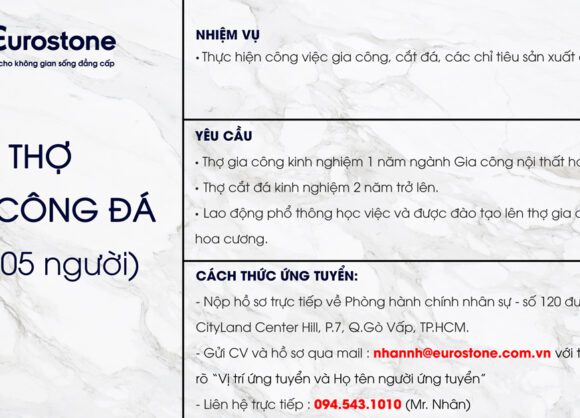 Eurostone
cho không gian sống đẳng cấp
THỢ
CÔNG ĐÁ
05 người)
NHIỆM VỤ
• Thực hiện công việc gia công, cắt đá, các chỉ tiêu sản xuất
YÊU CẦU
• Thợ gia công kinh nghiệm 1 năm ngành Gia công nội thất
• Thợ cắt đá kinh nghiệm 2 năm trở lên.
• Lao động phổ thông học việc và được đào tạo lên thợ gia
hoa cương.
CÁCH THỨC ỨNG TUYỂN:
- Nộp hồ sơ trực tiếp về Phòng hành chính nhân sự - số 120
CityLand Center Hill, P.7, Q.Gò Vấp, TP.HCM.
- Gửi CV và hồ sơ qua mail : nhannh@eurostone.com.vn với
rõ “Vị trí ứng tuyển và Họ tên người ứng tuyển”
- Liên hệ trực tiếp : 094.543.1010 (Mr. Nhân)